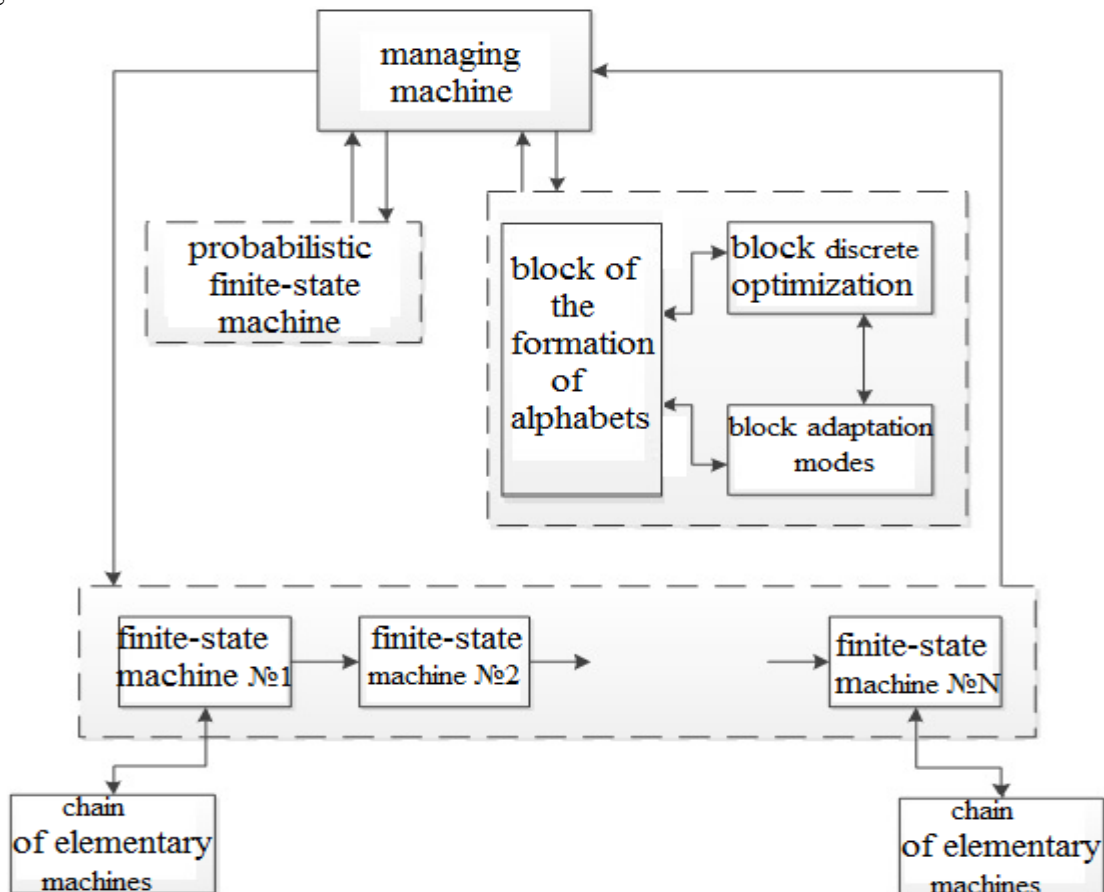 managing
machine
probabilistic
finite-state
machine
block of
the
formation
of
alphabets
block discrete
optimization
block adaptation
modes
finite-state
machine №1
finite-state
machine №2
finite-state
machine №N
chain
of elementary
machines
chain
of elementary
machines